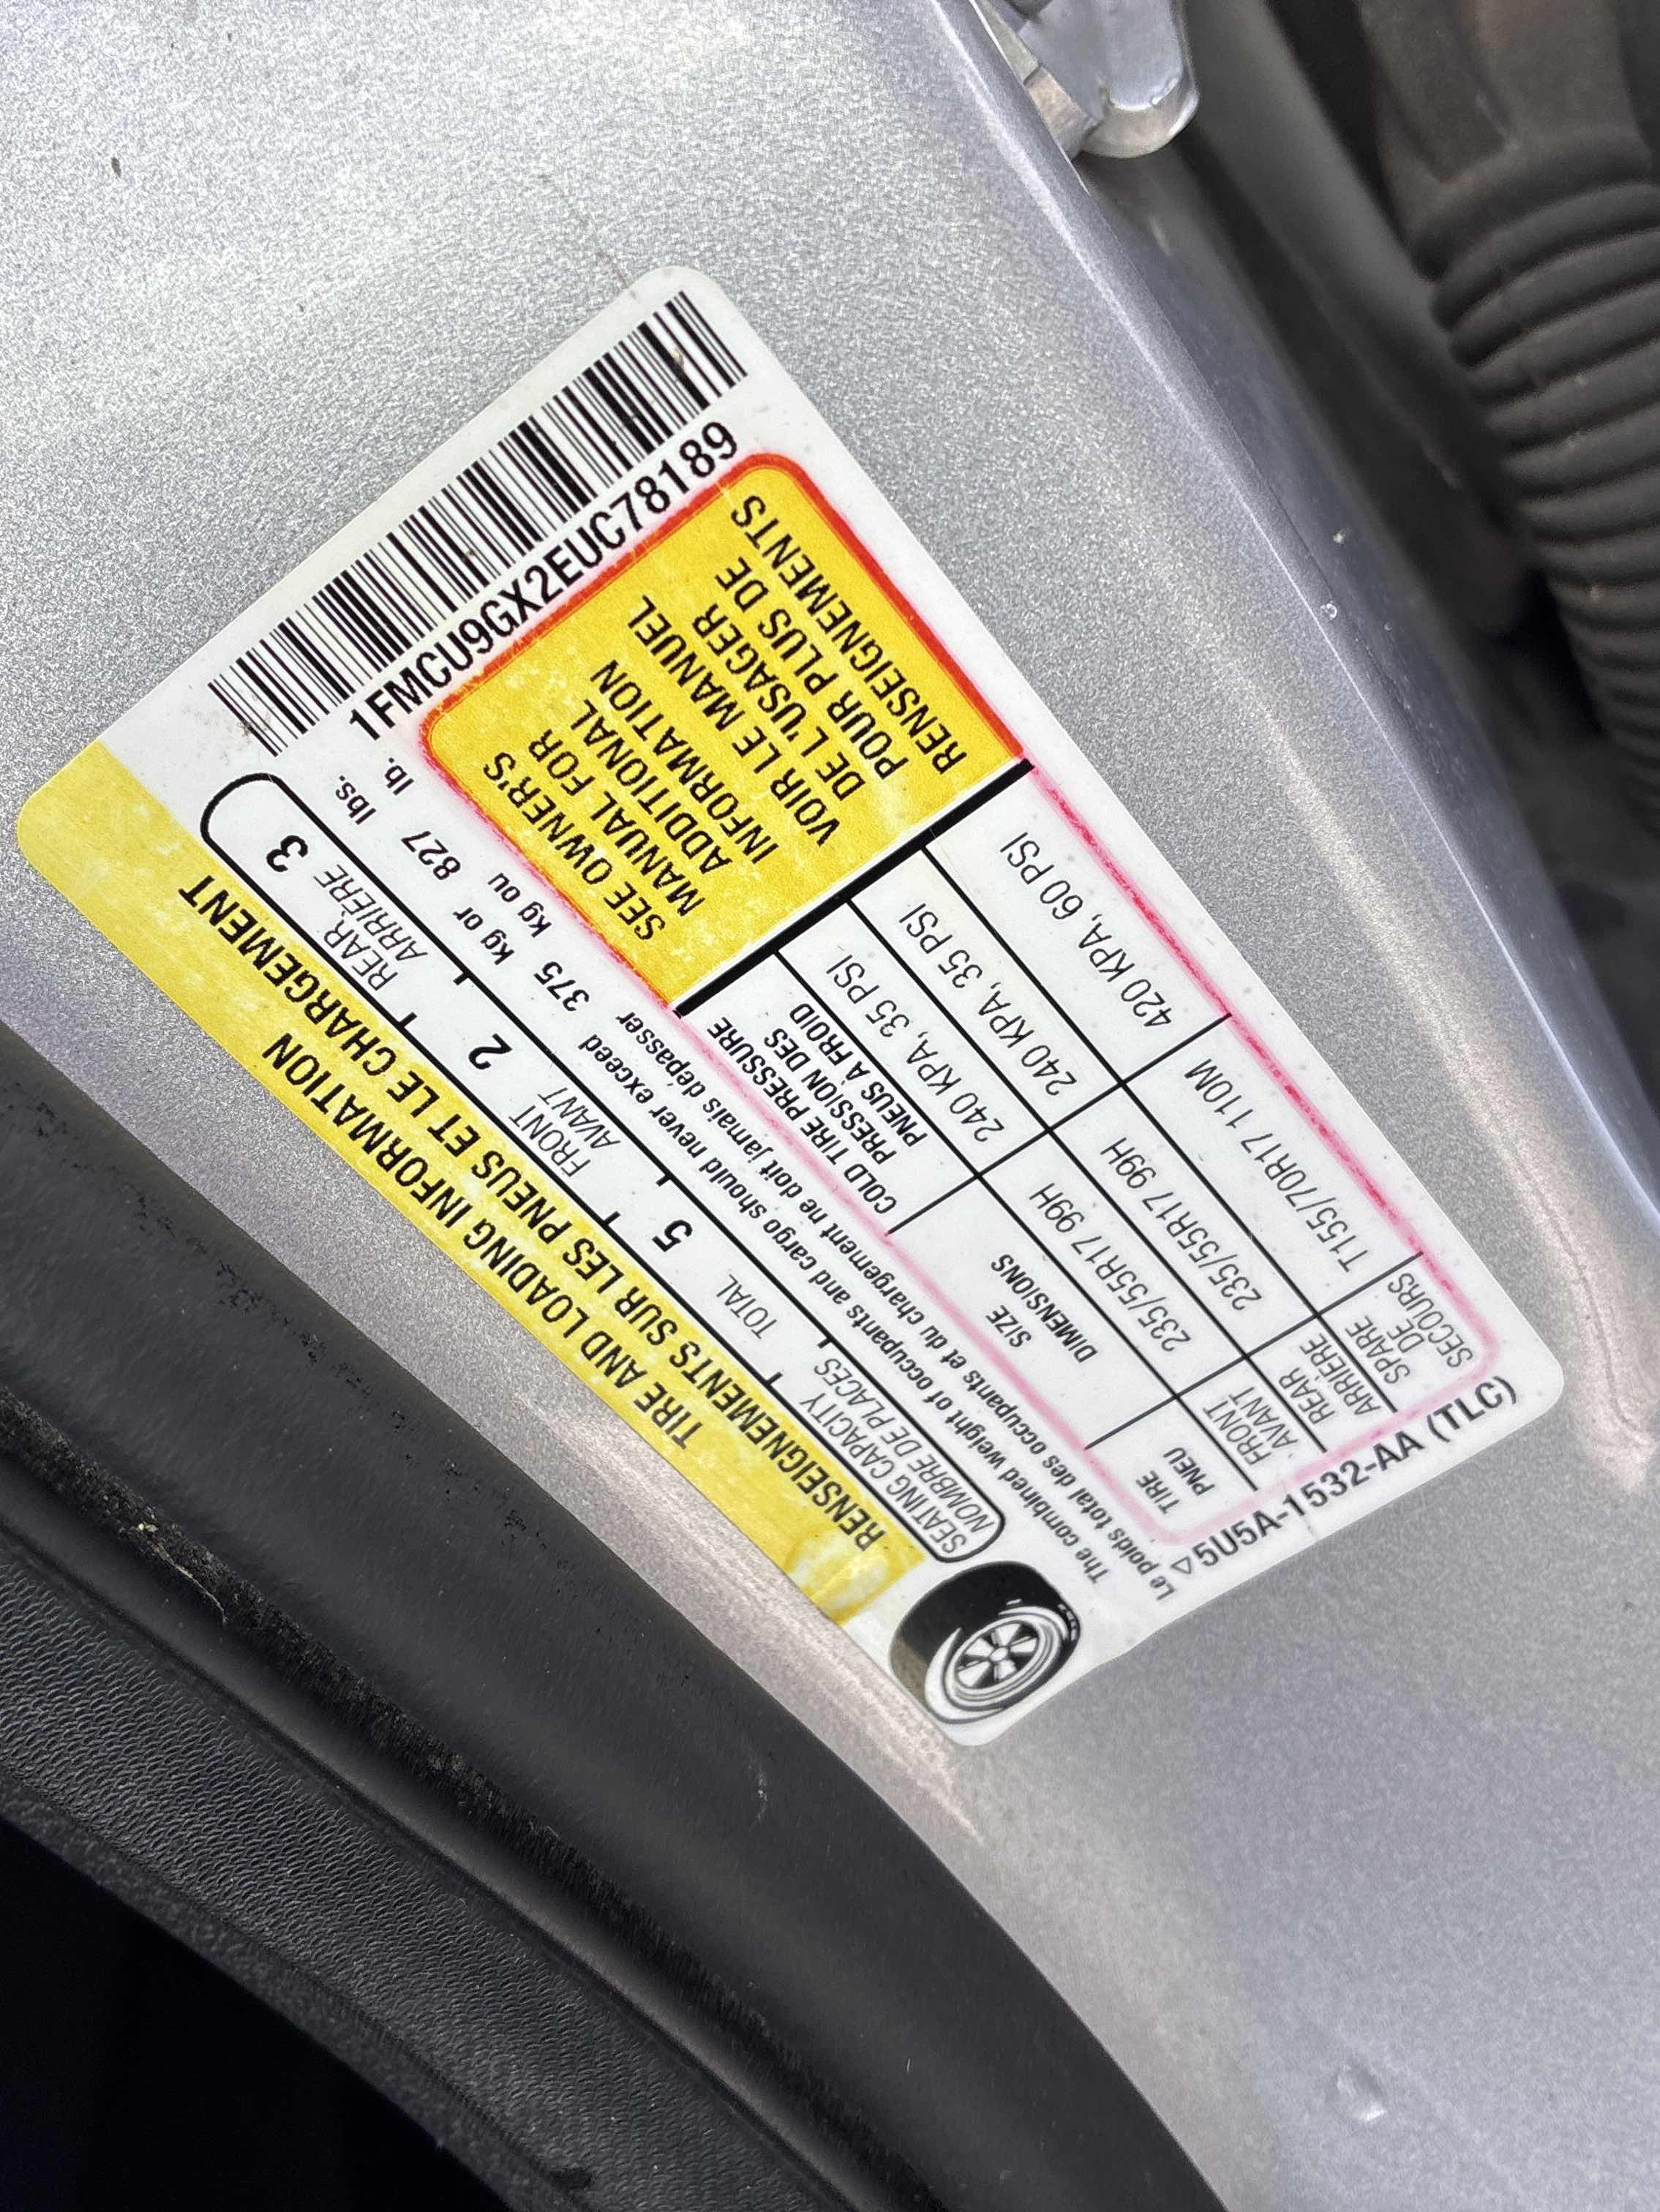 TIRE AND LOADING INFORMATION
RENSEIGNEMENTS SUR LES PNEUS ET LE CHARGEMENT
SEATING CAPACITY TOTAL 5 FRONT 2 REAR 3
NOMBRE DE PLACES AVANT ARRIÈRE
The combined weight of occupants and cargo should never exceed 375 kg or 827 lbs.
Le poids total des occupants et du chargement ne doit jamais dépasser kg ou lb.
TIRE SIZE COLD TIRE PRESSURE
PNEU DIMENSIONS PRESSION DES
PNEUS À FROID
FRONT 235/55R17 99H 240 KPA, 35 PSI
AVANT
REAR 235/55R17 99H 240 KPA, 35 PSI
ARRIÈRE
SPARE T155/70R17 110M 420 KPA, 60 PSI
DE
SECOURS
SEE OWNER'S
MANUAL FOR
ADDITIONAL
INFORMATION
VOIR LE MANUEL
DE L'USAGER
POUR PLUS DE
RENSEIGNEMENTS
5U5A-1532-AA (TLC)
1FMCU9GX2EUC78189